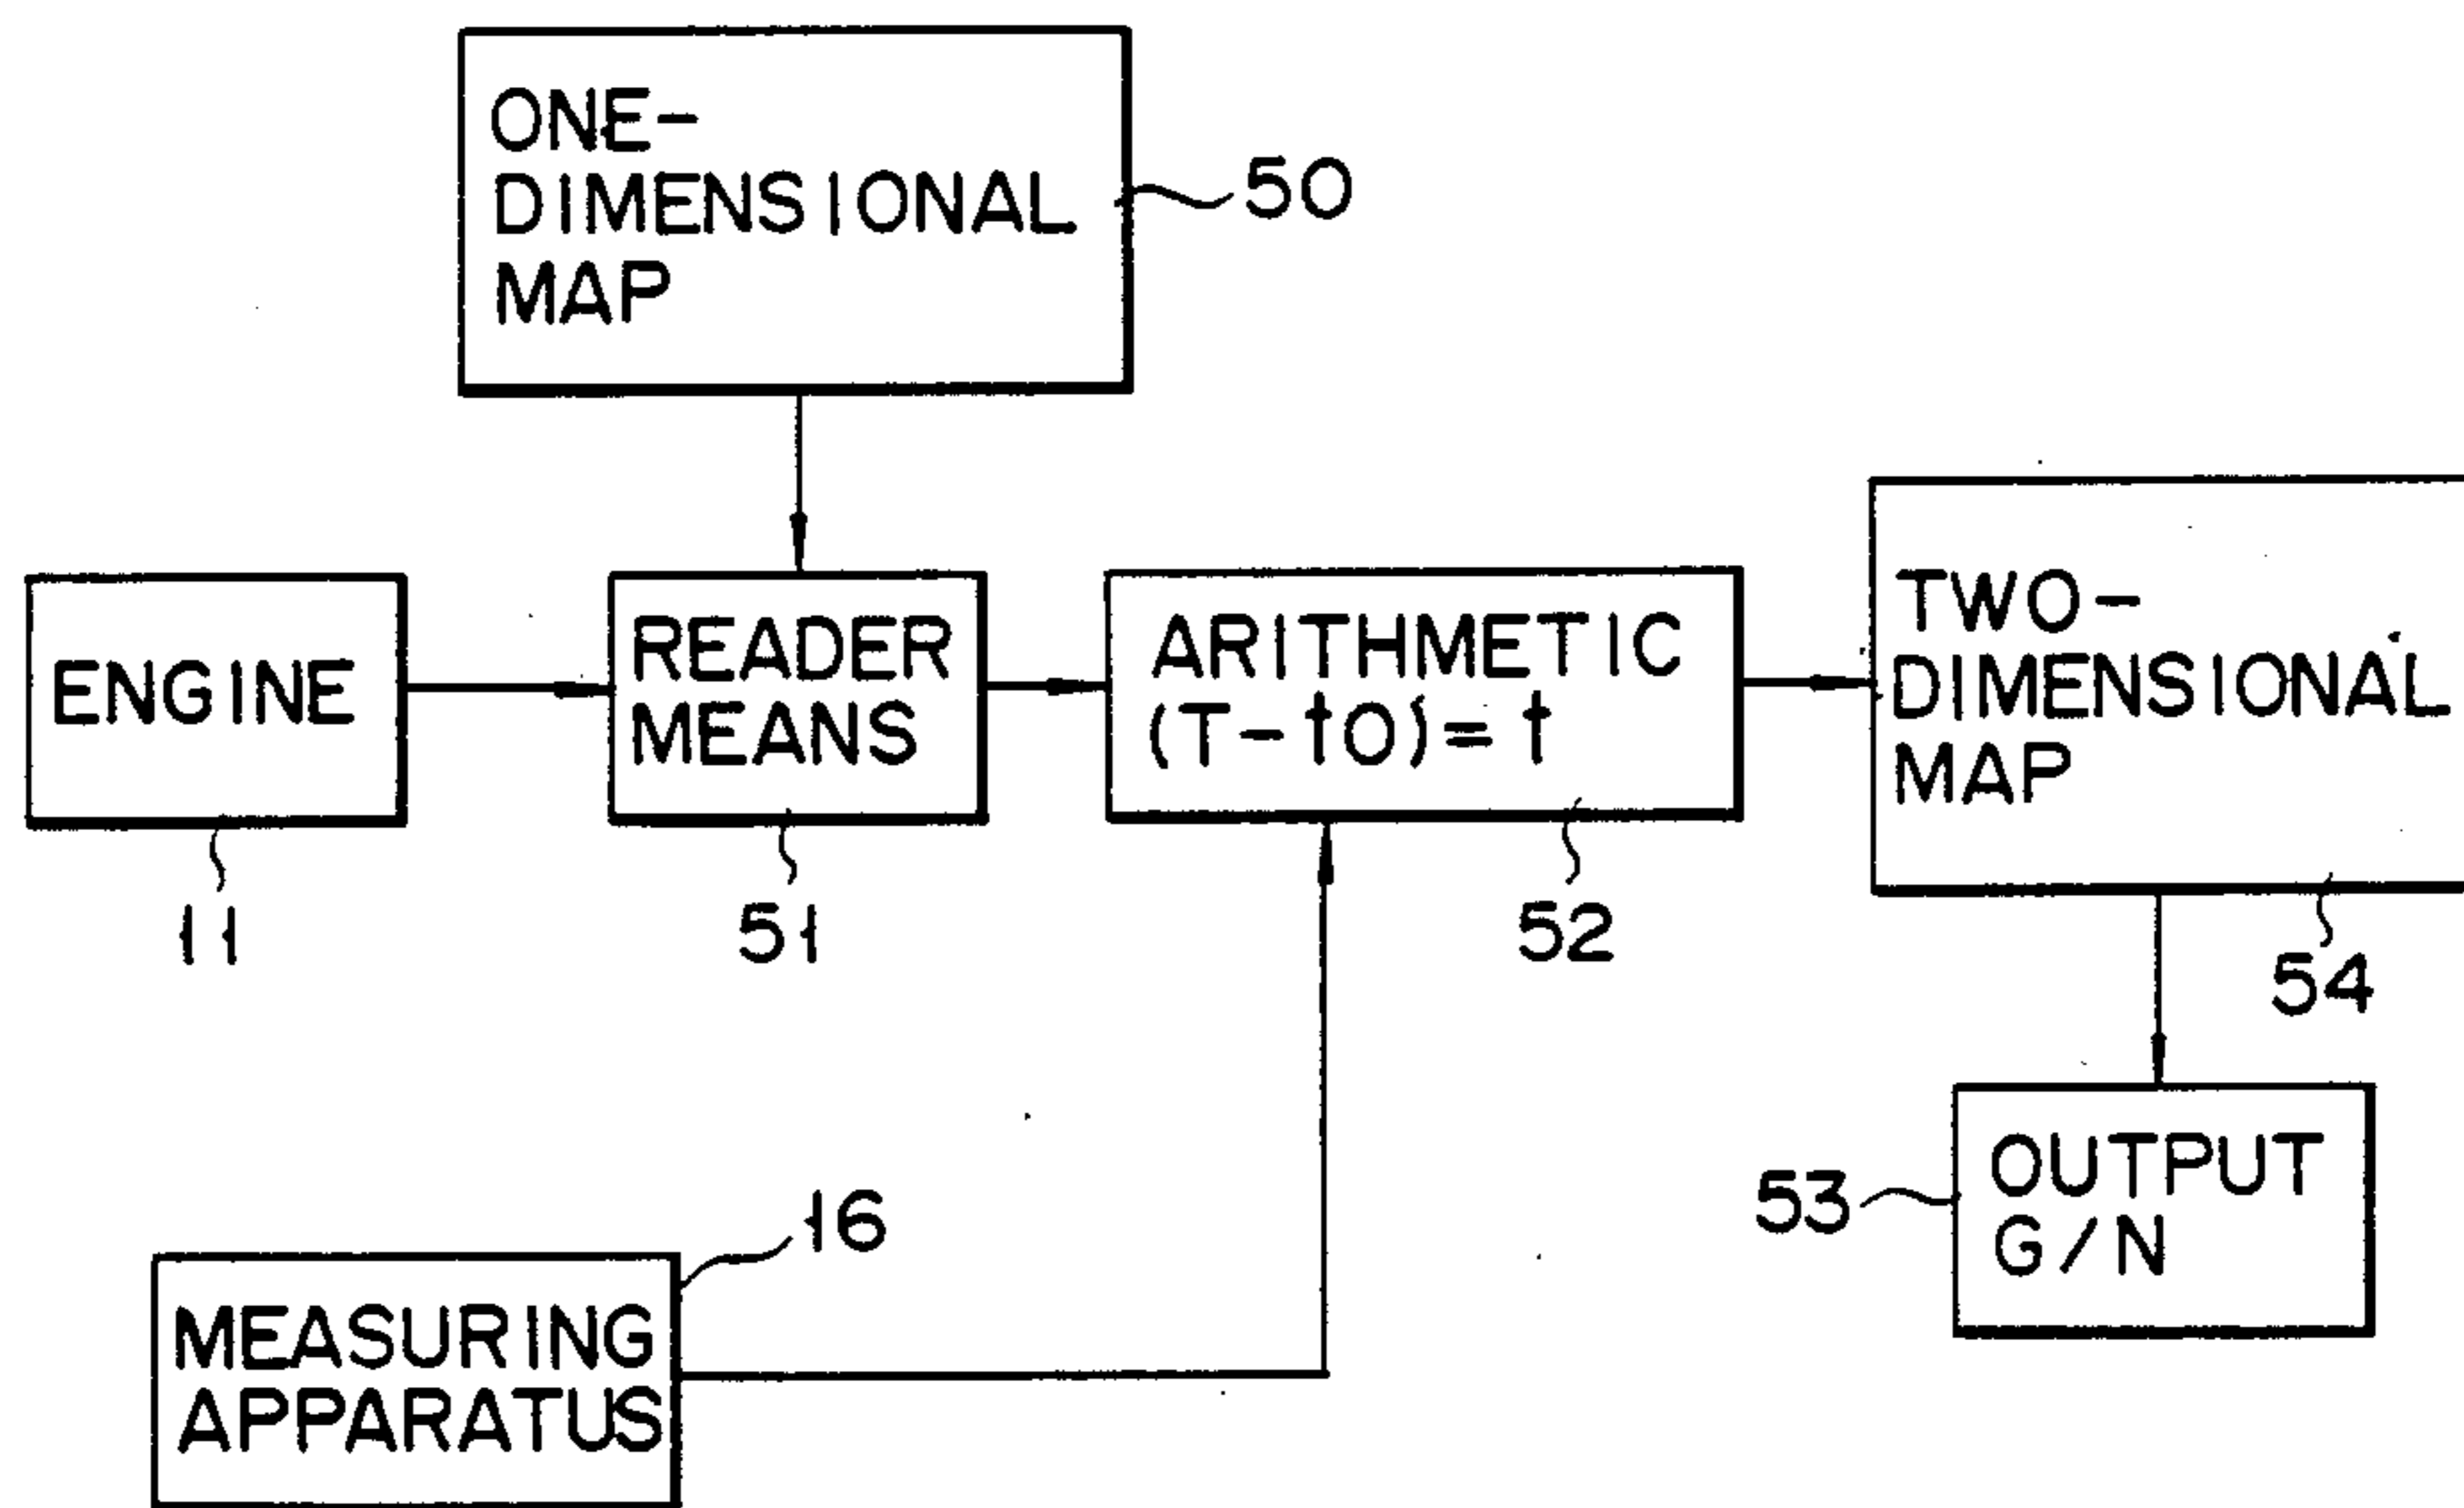 ONE-
DIMENSIONAL
MAP
50
ENGINE
11
READER
MEANS
51
ARITHMETIC
(T-t0)=t
52
TWO-
DIMENSIONAL
MAP
54
OUTPUT
G/N
53
MEASURING
APPARATUS
16